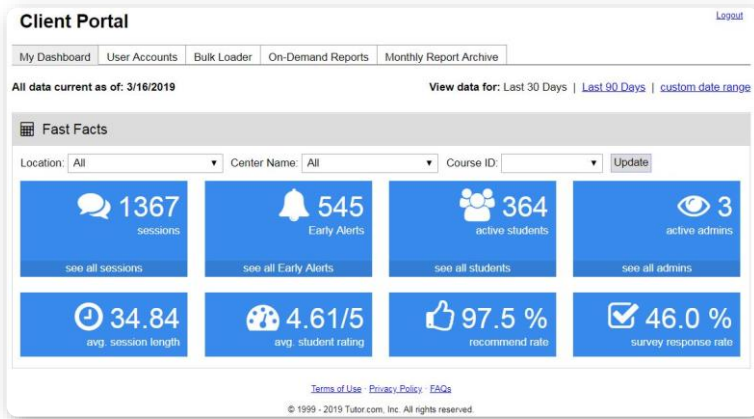 Client Portal
Logout
My Dashboard User Accounts Bulk Loader On-Demand Reports Monthly Report Archive
All data current as of: 3/16/2019 View data for: Last 30 Days | Last 90 Days | custom date range
Fast Facts
Location: All Center Name: All Course ID: Update
1367 545 364 3
sessions Early Alerts active students active admins
see all sessions see all Early Alerts see all students see all admins
34.84 4.61/5 97.5 % 46.0 %
avg. session length avg. student rating recommend rate survey response rate
Terms of Use · Privacy Policy · FAQs
© 1999 - 2019 Tutor.com, Inc. All rights reserved.